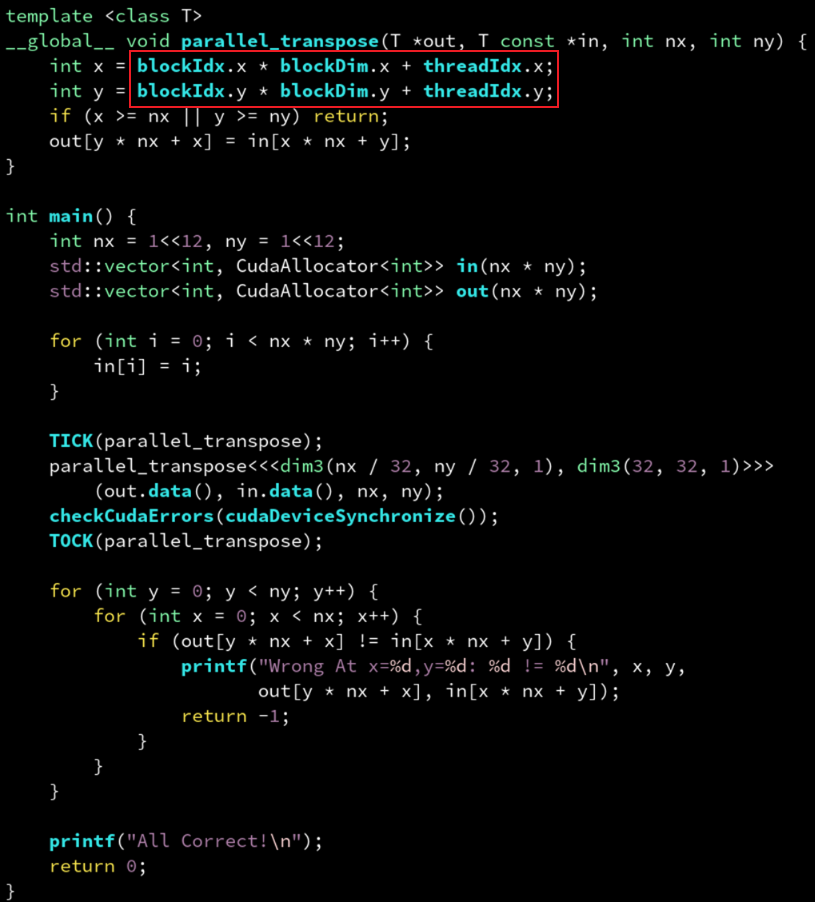 template <class T>
__global__ void parallel_transpose(T *out, T const *in, int nx, int ny) {
    int x = blockIdx.x * blockDim.x + threadIdx.x;
    int y = blockIdx.y * blockDim.y + threadIdx.y;
    if (x >= nx || y >= ny) return;
    out[y * nx + x] = in[x * nx + y];
}

int main() {
    int nx = 1<<12, ny = 1<<12;
    std::vector<int, CudaAllocator<int>> in(nx * ny);
    std::vector<int, CudaAllocator<int>> out(nx * ny);

    for (int i = 0; i < nx * ny; i++) {
        in[i] = i;
    }

    TICK(parallel_transpose);
    parallel_transpose<<<dim3(nx / 32, ny / 32, 1), dim3(32, 32, 1)>>>
        (out.data(), in.data(), nx, ny);
    checkCudaErrors(cudaDeviceSynchronize());
    TOCK(parallel_transpose);

    for (int y = 0; y < ny; y++) {
        for (int x = 0; x < nx; x++) {
            if (out[y * nx + x] != in[x * nx + y]) {
                printf("Wrong At x=%d,y=%d: %d != %d\n", x, y,
                       out[y * nx + x], in[x * nx + y]);
                return -1;
            }
        }
    }

    printf("All Correct!\n");
    return 0;
}